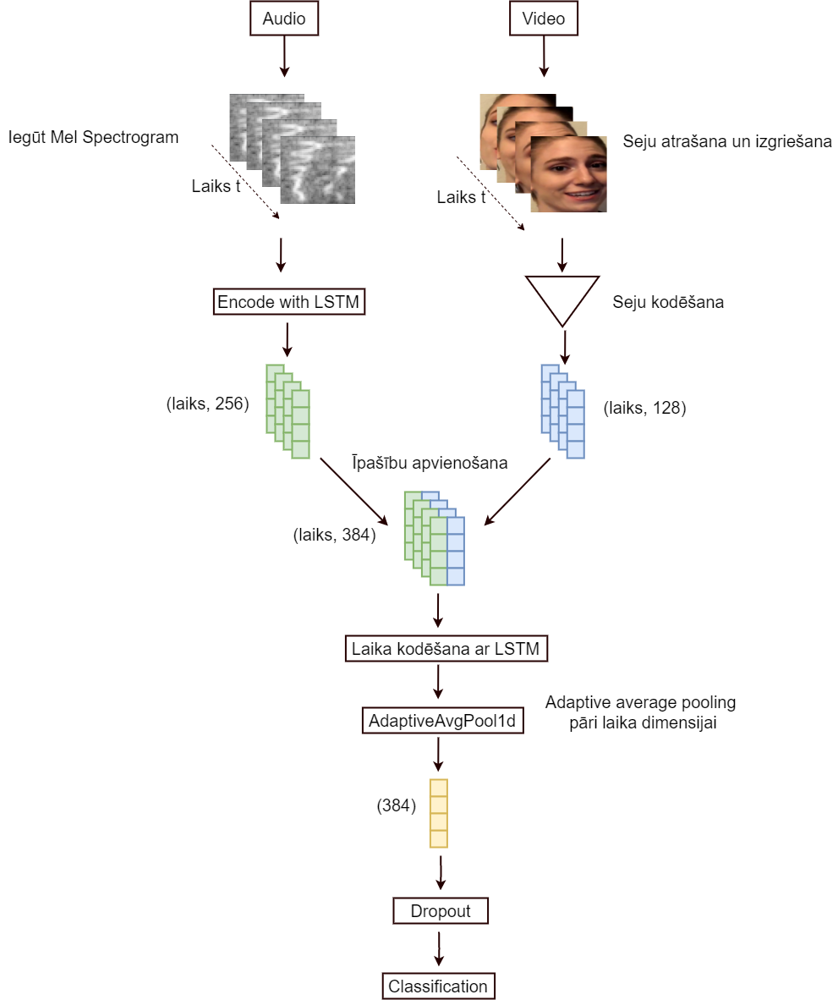 Audio
Video
Iegūt Mel Spectrogram
Seju atrašana un izgriešana
Laiks t
Laiks t
Encode with LSTM
Seju kodēšana
(laiks, 256)
(laiks, 128)
Īpašību apvienošana
(laiks, 384)
Laika kodēšana ar LSTM
AdaptiveAvgPool1d
Adaptive average pooling
pāri laika dimensijai
(384)
Dropout
Classification